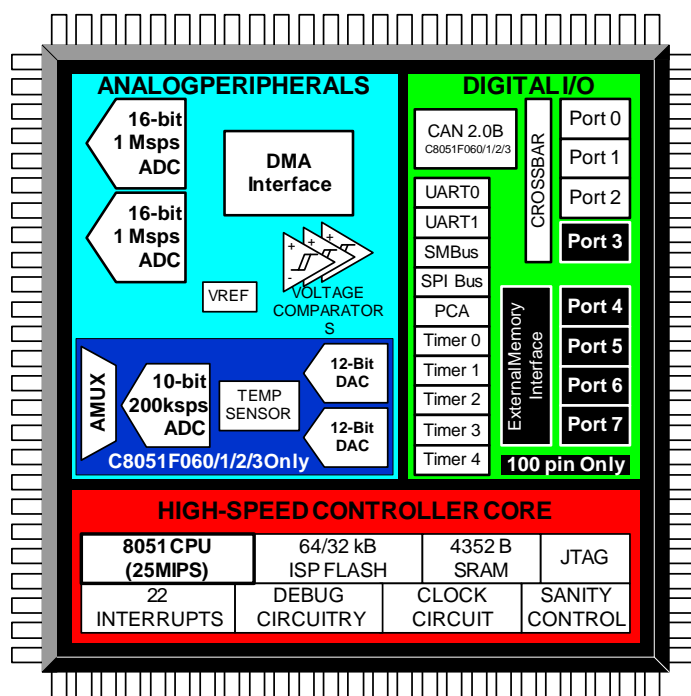 ANALOGPERIPHERALS
16-bit
1 Msps
ADC
DMA
Interface
16-bit
1 Msps
ADC
+
-
+
-
+
-
VREF
VOLTAGE
COMPARATOR
S
AMUX
10-bit
200ksps
ADC
TEMP
SENSOR
12-Bit
DAC
12-Bit
DAC
C8051F060/1/2/3Only
DIGITAL I/O
CAN 2.0B
C8051F060/1/2/3
UART0
UART1
SMBus
SPI Bus
PCA
Timer 0
Timer 1
Timer 2
Timer 3
Timer 4
CROSSBAR
Port 0
Port 1
Port 2
Port 3
ExternalMemory
Interface
Port 4
Port 5
Port 6
Port 7
100 pin Only
HIGH-SPEED CONTROLLER CORE
8051 CPU
(25MIPS)
64/32 kB
ISP FLASH
4352 B
SRAM
JTAG
22
INTERRUPTS
DEBUG
CIRCUITRY
CLOCK
CIRCUIT
SANITY
CONTROL